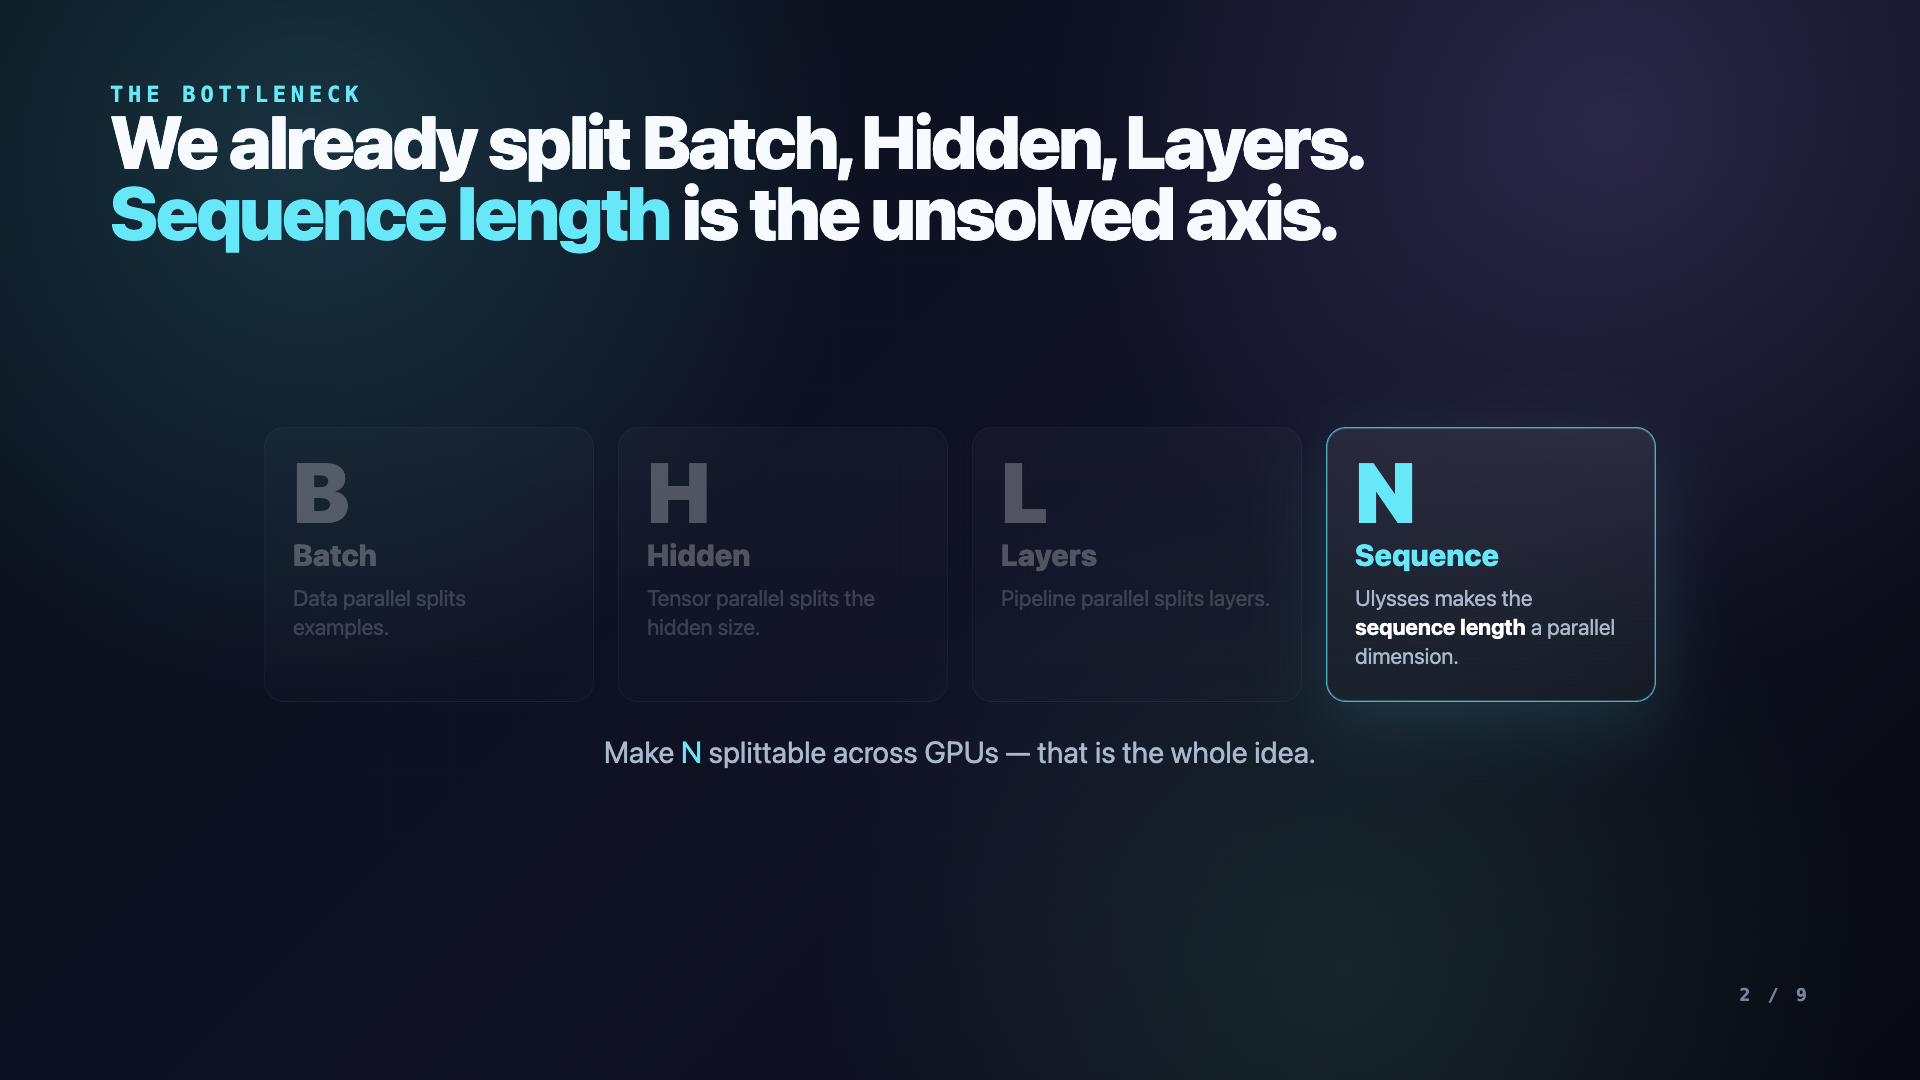 THE BOTTLENECK
We already split Batch, Hidden, Layers.
Sequence length is the unsolved axis.
B
Batch
Data parallel splits
examples.
H
Hidden
Tensor parallel splits the
hidden size.
L
Layers
Pipeline parallel splits layers.
N
Sequence
Ulysses makes the
sequence length a parallel
dimension.
Make N splittable across GPUs — that is the whole idea.
2 / 9